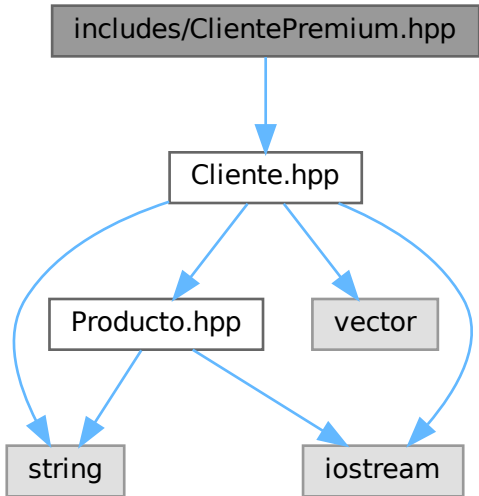 includes/ClientePremium.hpp
Cliente.hpp
Producto.hpp
vector
string
iostream